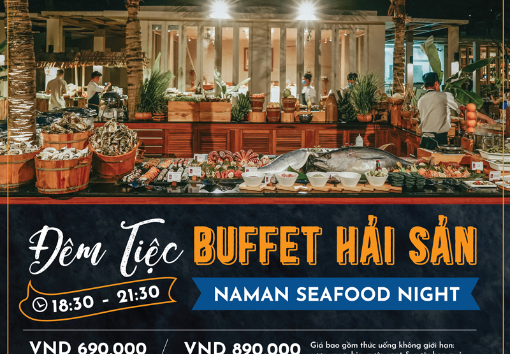 Đêm Tiệc BUFFET HẢI SẢN
18:30 - 21:30
NAMAN SEAFOOD NIGHT
VND 690,000 / VND 890,000
Giá bao gồm thức uống không giới hạn: